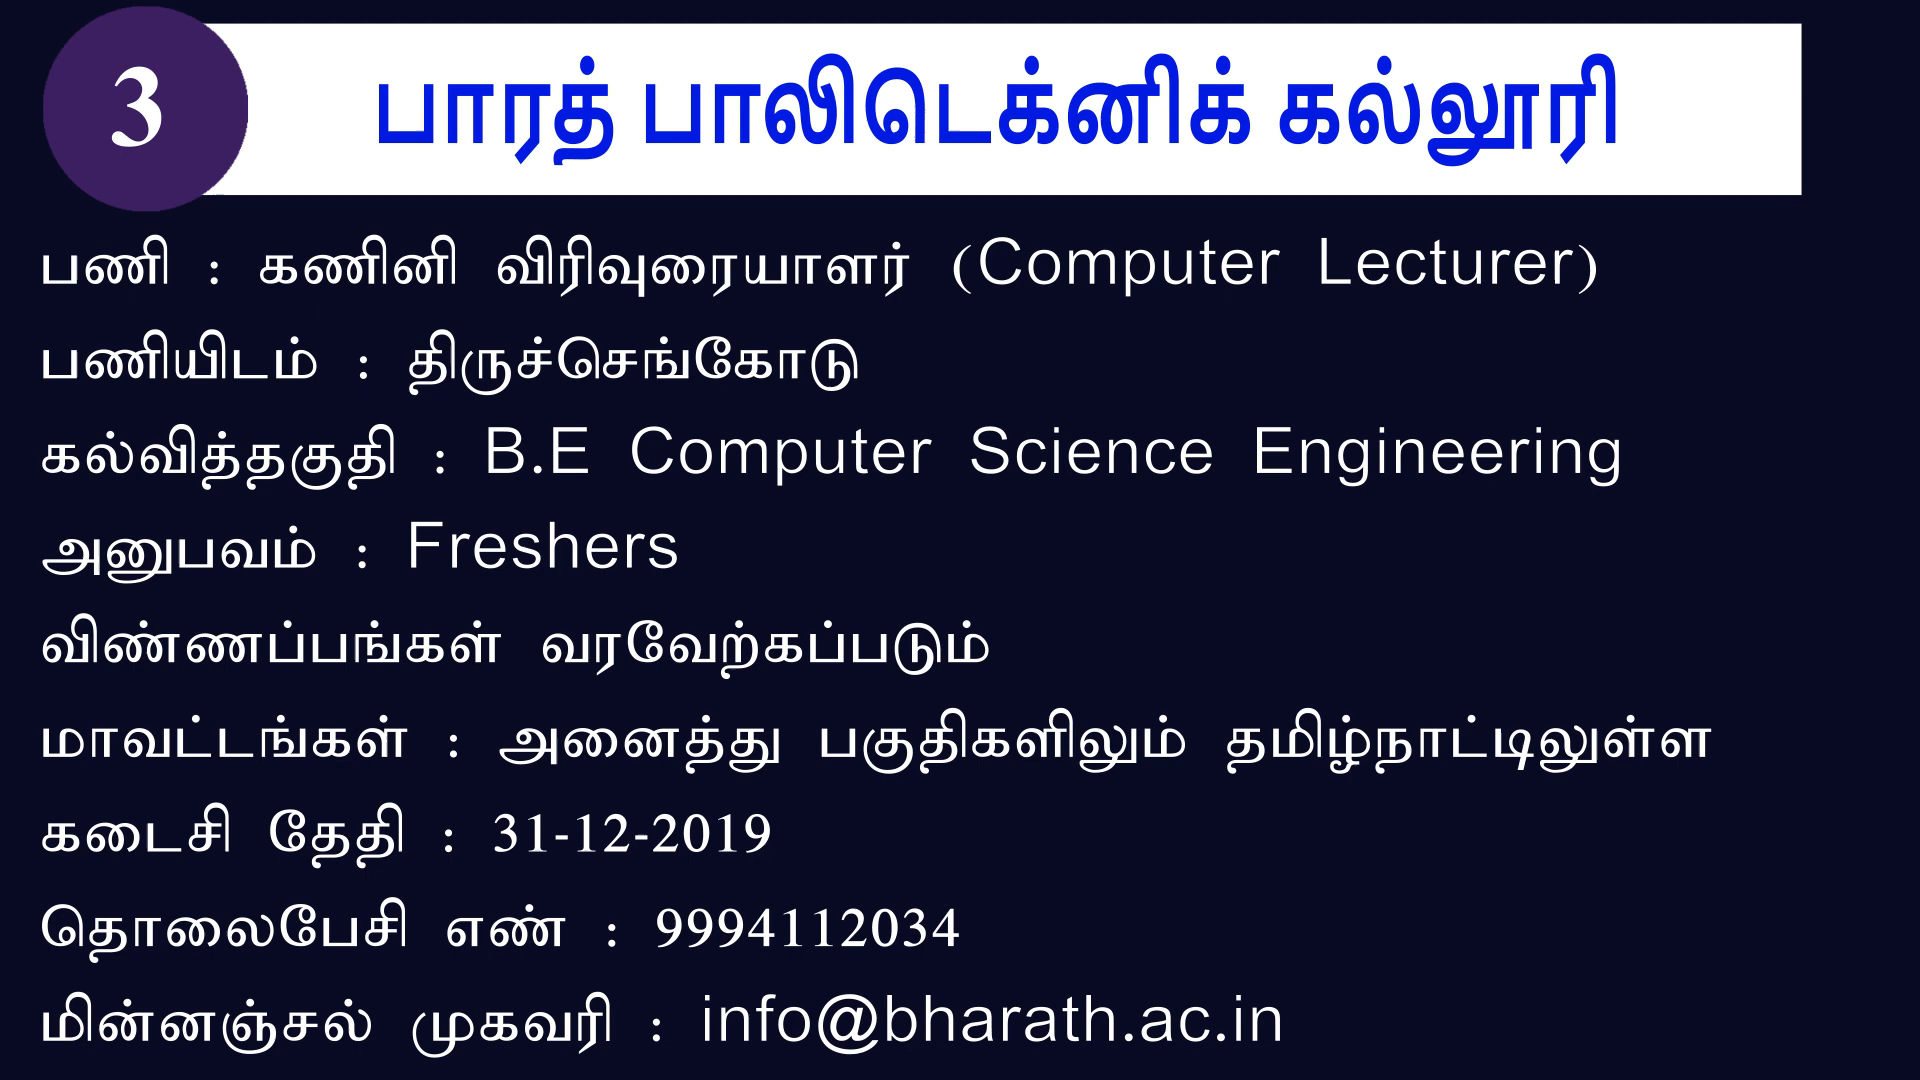 3
பாரத் பாலிடெக்னிக் கல்லூரி
பணி : கணினி விரிவுரையாளர் (Computer Lecturer)
பணியிடம் : திருச்செங்கோடு
கல்வித்தகுதி : B.E Computer Science Engineering
அனுபவம் : Freshers
விண்ணப்பங்கள் வரவேற்கப்படும்
மாவட்டங்கள் : அனைத்து பகுதிகளிலும் தமிழ்நாட்டிலுள்ள
கடைசி தேதி : 31-12-2019
தொலைபேசி எண் : 9994112034
மின்னஞ்சல் முகவரி : info@bharath.ac.in